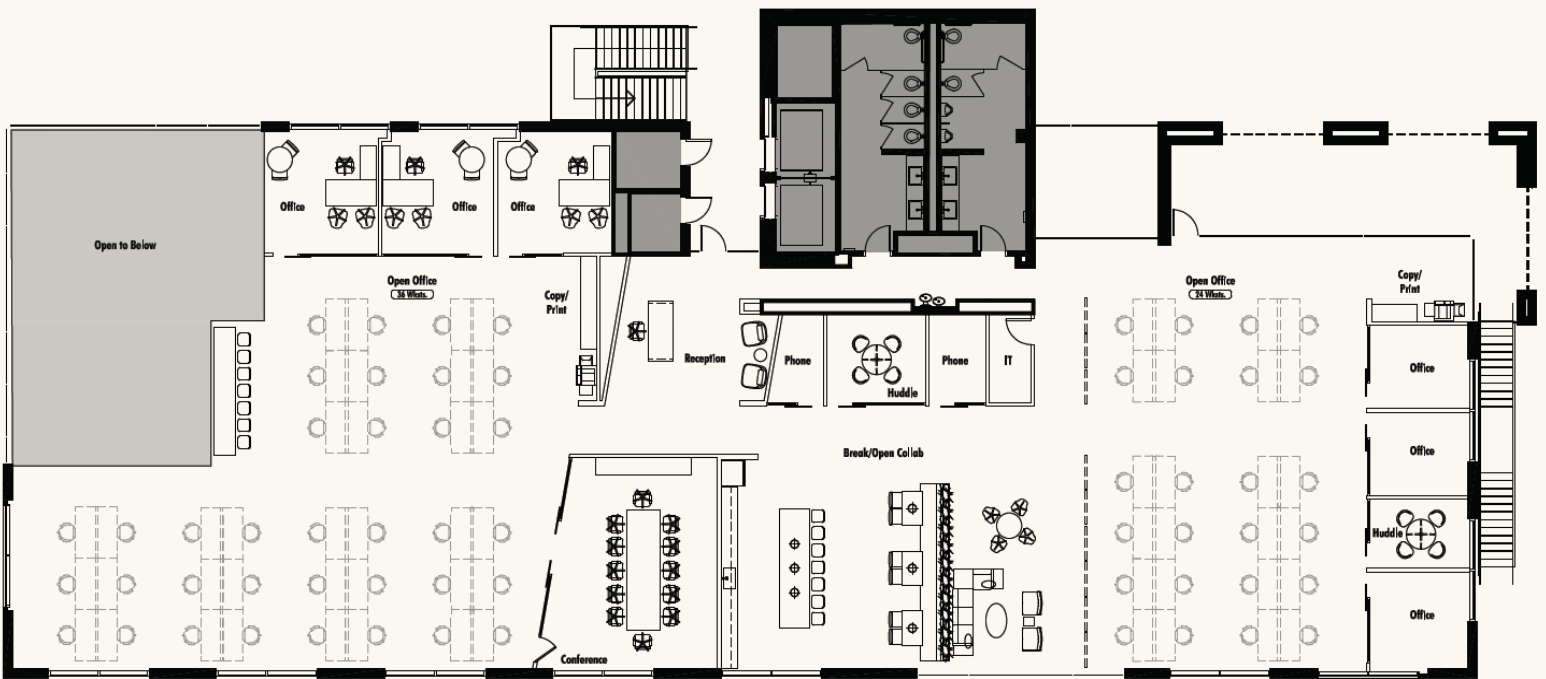 Open to Below
Office
Office
Office
Open Office
36 Wksts.
Copy/
Print
Reception
Phone
Huddle
Phone
IT
Open Office
24 Wksts.
Copy/
Print
Office
Office
Huddle
Office
Break/Open Collab
Conference